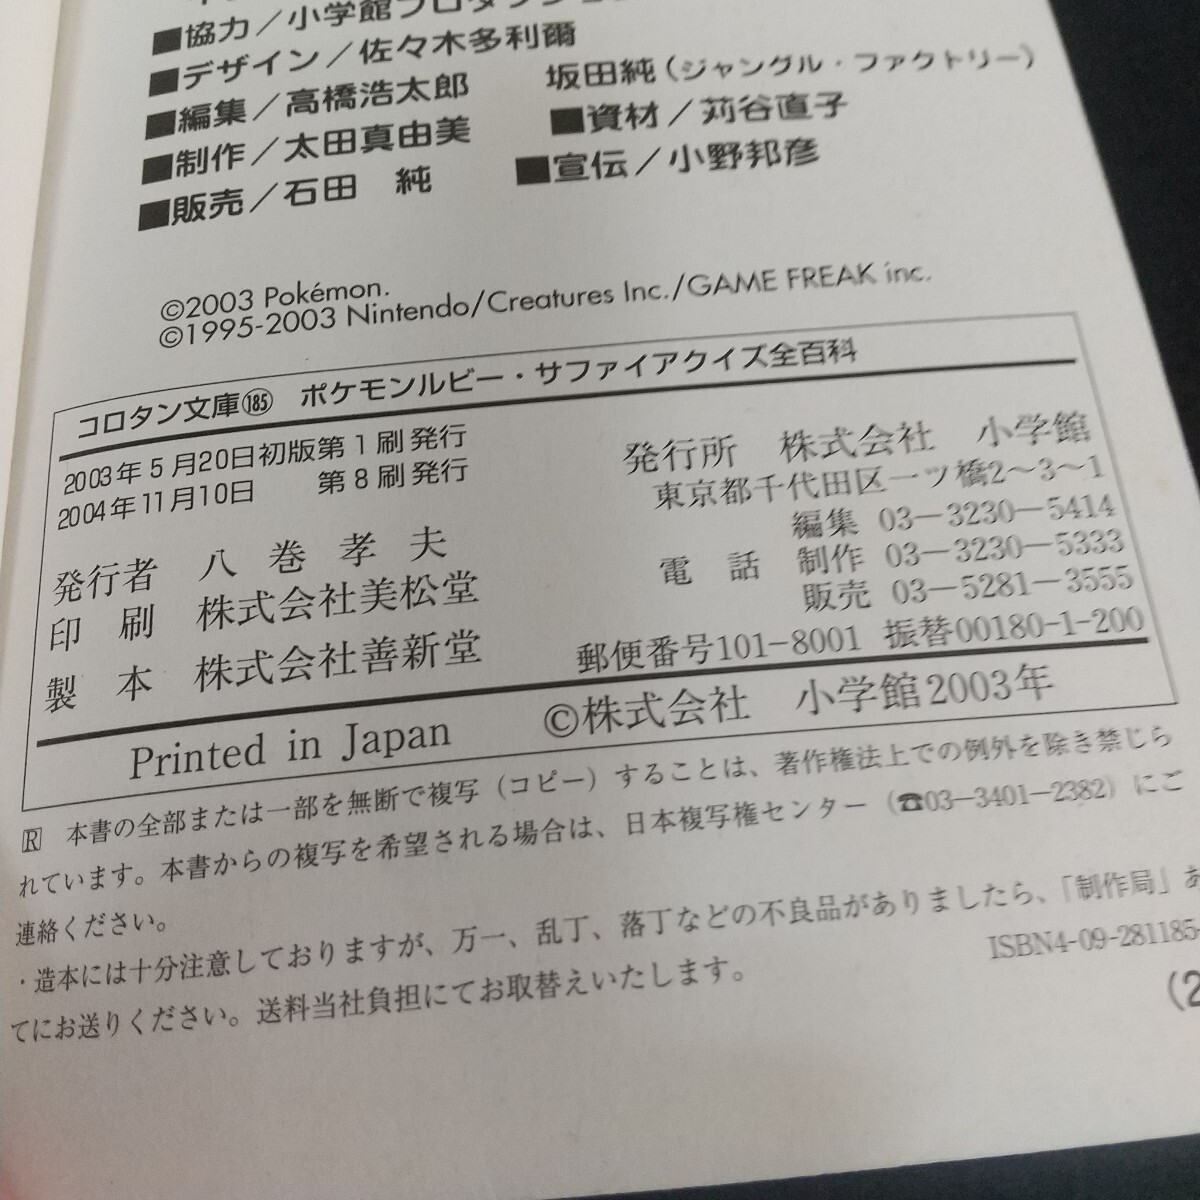 ■協力／小学館プロダクション
■デザイン／佐々木多利爾
坂田純(ジャングル・ファクトリー)
■編集／高橋浩太郎　■資材／苅谷直子
■制作／太田真由美　■宣伝／小野邦彦
■販売／石田　純
©2003 Pokémon.
©1995-2003 Nintendo/Creatures Inc./GAME FREAK inc.
コロタン文庫185　ポケモンルビー・サファイアクイズ全百科
2003年5月20日初版第1刷発行
2004年11月10日　第8刷発行
発行者　八巻孝夫
印　刷　株式会社美松堂
製　本　株式会社善新堂
発行所　株式会社　小学館
東京都千代田区一ツ橋2〜3〜1
編集 03—3230—5414
電　話　制作 03—3230—5333
販売 03—5281—3555
郵便番号101-8001 振替00180-1-200
Printed in Japan　©株式会社　小学館2003年
R　本書の全部または一部を無断で複写（コピー）することは、著作権法上での例外を除き禁じら
れています。本書からの複写を希望される場合は、日本複写権センター（☎03—3401—2382）にご
連絡ください。
・造本には十分注意しておりますが、万一、乱丁、落丁などの不良品がありましたら、「制作局」あ
てにお送りください。送料当社負担にてお取替えいたします。
ISBN4-09-281185-
(2